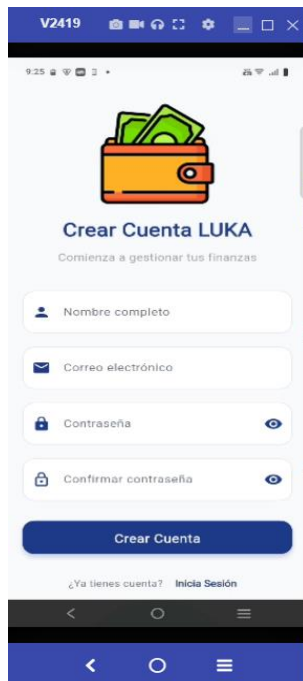 V2419
9:25
Crear Cuenta LUKA
Comienza a gestionar tus finanzas
Nombre completo
Correo electrónico
Contraseña
Confirmar contraseña
Crear Cuenta
¿Ya tienes cuenta? Inicia Sesión